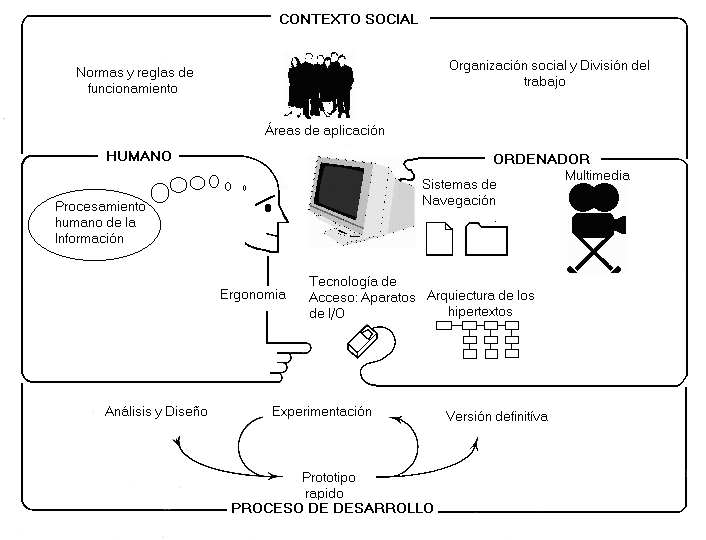 CONTEXTO SOCIAL
Normas y reglas de
funcionamiento
Organización social y División del
trabajo
Áreas de aplicación
HUMANO
ORDENADOR
Procesamiento
humano de la
Información
Sistemas de
Navegación
Multimedia
Ergonomia
Tecnología de
Acceso: Aparatos
de I/O
Arquiectura de los
hipertextos
Análisis y Diseño
Experimentación
Versión definitíva
Prototipo
rapido
PROCESO DE DESARROLLO